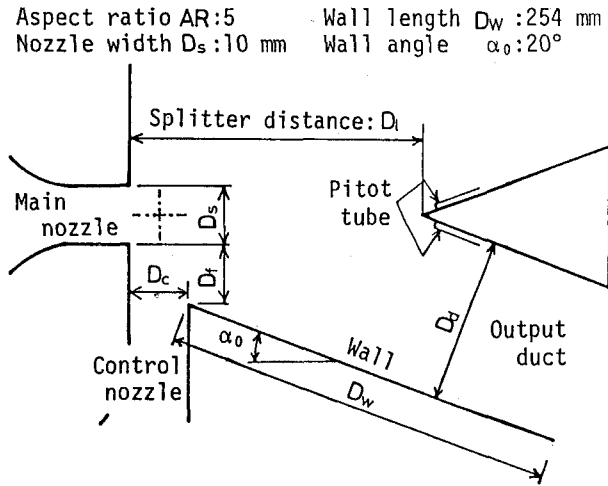 Aspect ratio AR:5 Wall length Dw:254 mm
Nozzle width Ds:10 mm Wall angle α0:20°
Splitter distance: Dl
Main
nozzle
Ds
Pitot
tube
Dc
Df
Dd
Output
duct
α0
Wall
Control
nozzle
Dw